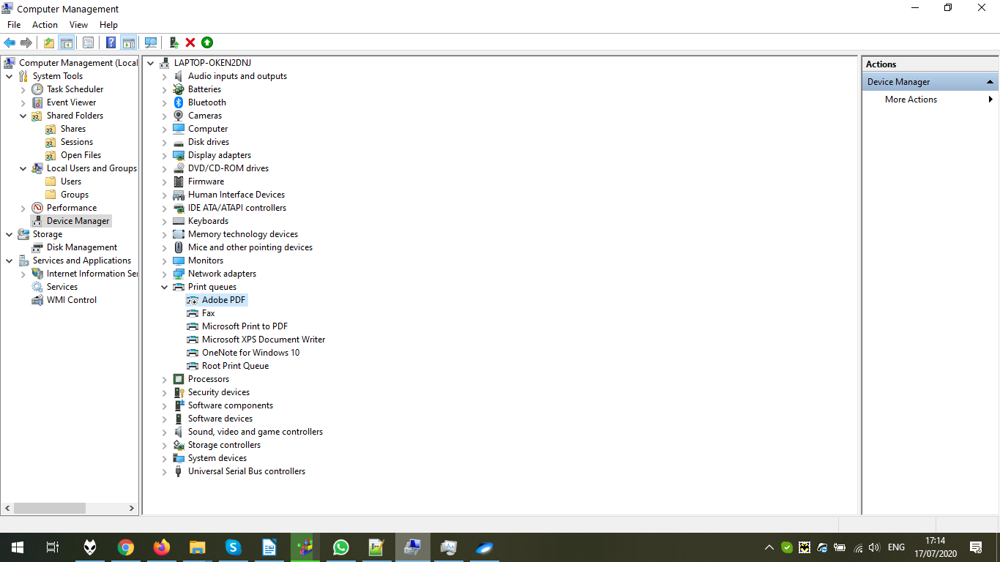 Computer Management
File Action View Help
Computer Management (Local
System Tools
Task Scheduler
Event Viewer
Shared Folders
Shares
Sessions
Open Files
Local Users and Groups
Users
Groups
Performance
Device Manager
Storage
Disk Management
Services and Applications
Internet Information Ser
Services
WMI Control
LAPTOP-OKEN2DNJ
Audio inputs and outputs
Batteries
Bluetooth
Cameras
Computer
Disk drives
Display adapters
DVD/CD-ROM drives
Firmware
Human Interface Devices
IDE ATA/ATAPI controllers
Keyboards
Memory technology devices
Mice and other pointing devices
Monitors
Network adapters
Print queues
Adobe PDF
Fax
Microsoft Print to PDF
Microsoft XPS Document Writer
OneNote for Windows 10
Root Print Queue
Processors
Security devices
Software components
Software devices
Sound, video and game controllers
Storage controllers
System devices
Universal Serial Bus controllers
Actions
Device Manager
More Actions
ENG
17:14
17/07/2020